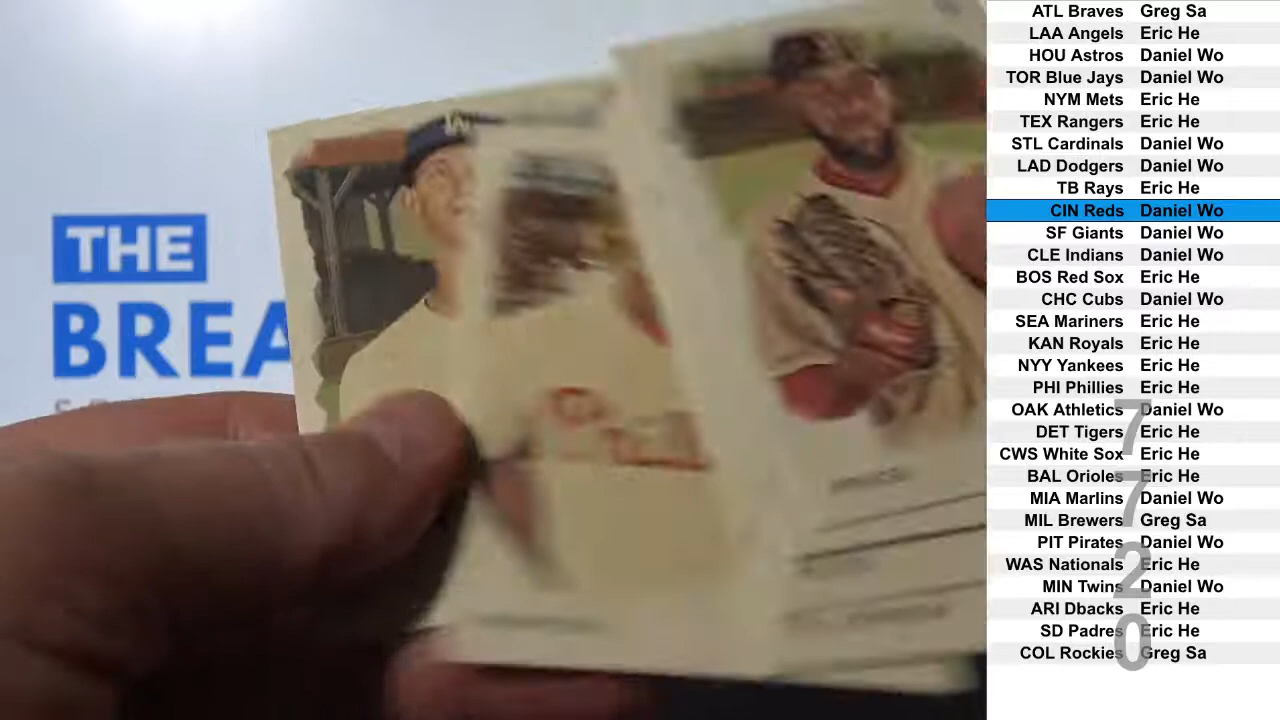 THE
BREA
LA
ATL Braves Greg Sa
LAA Angels Eric He
HOU Astros Daniel Wo
TOR Blue Jays Daniel Wo
NYM Mets Eric He
TEX Rangers Eric He
STL Cardinals Daniel Wo
LAD Dodgers Daniel Wo
TB Rays Eric He
CIN Reds Daniel Wo
SF Giants Daniel Wo
CLE Indians Daniel Wo
BOS Red Sox Eric He
CHC Cubs Daniel Wo
SEA Mariners Eric He
KAN Royals Eric He
NYY Yankees Eric He
PHI Phillies Eric He
OAK Athletics Daniel Wo
DET Tigers Eric He
CWS White Sox Eric He
BAL Orioles Eric He
MIA Marlins Daniel Wo
MIL Brewers Greg Sa
PIT Pirates Daniel Wo
WAS Nationals Eric He
MIN Twins Daniel Wo
ARI Dbacks Eric He
SD Padres Eric He
COL Rockies Greg Sa
7
7
2
0